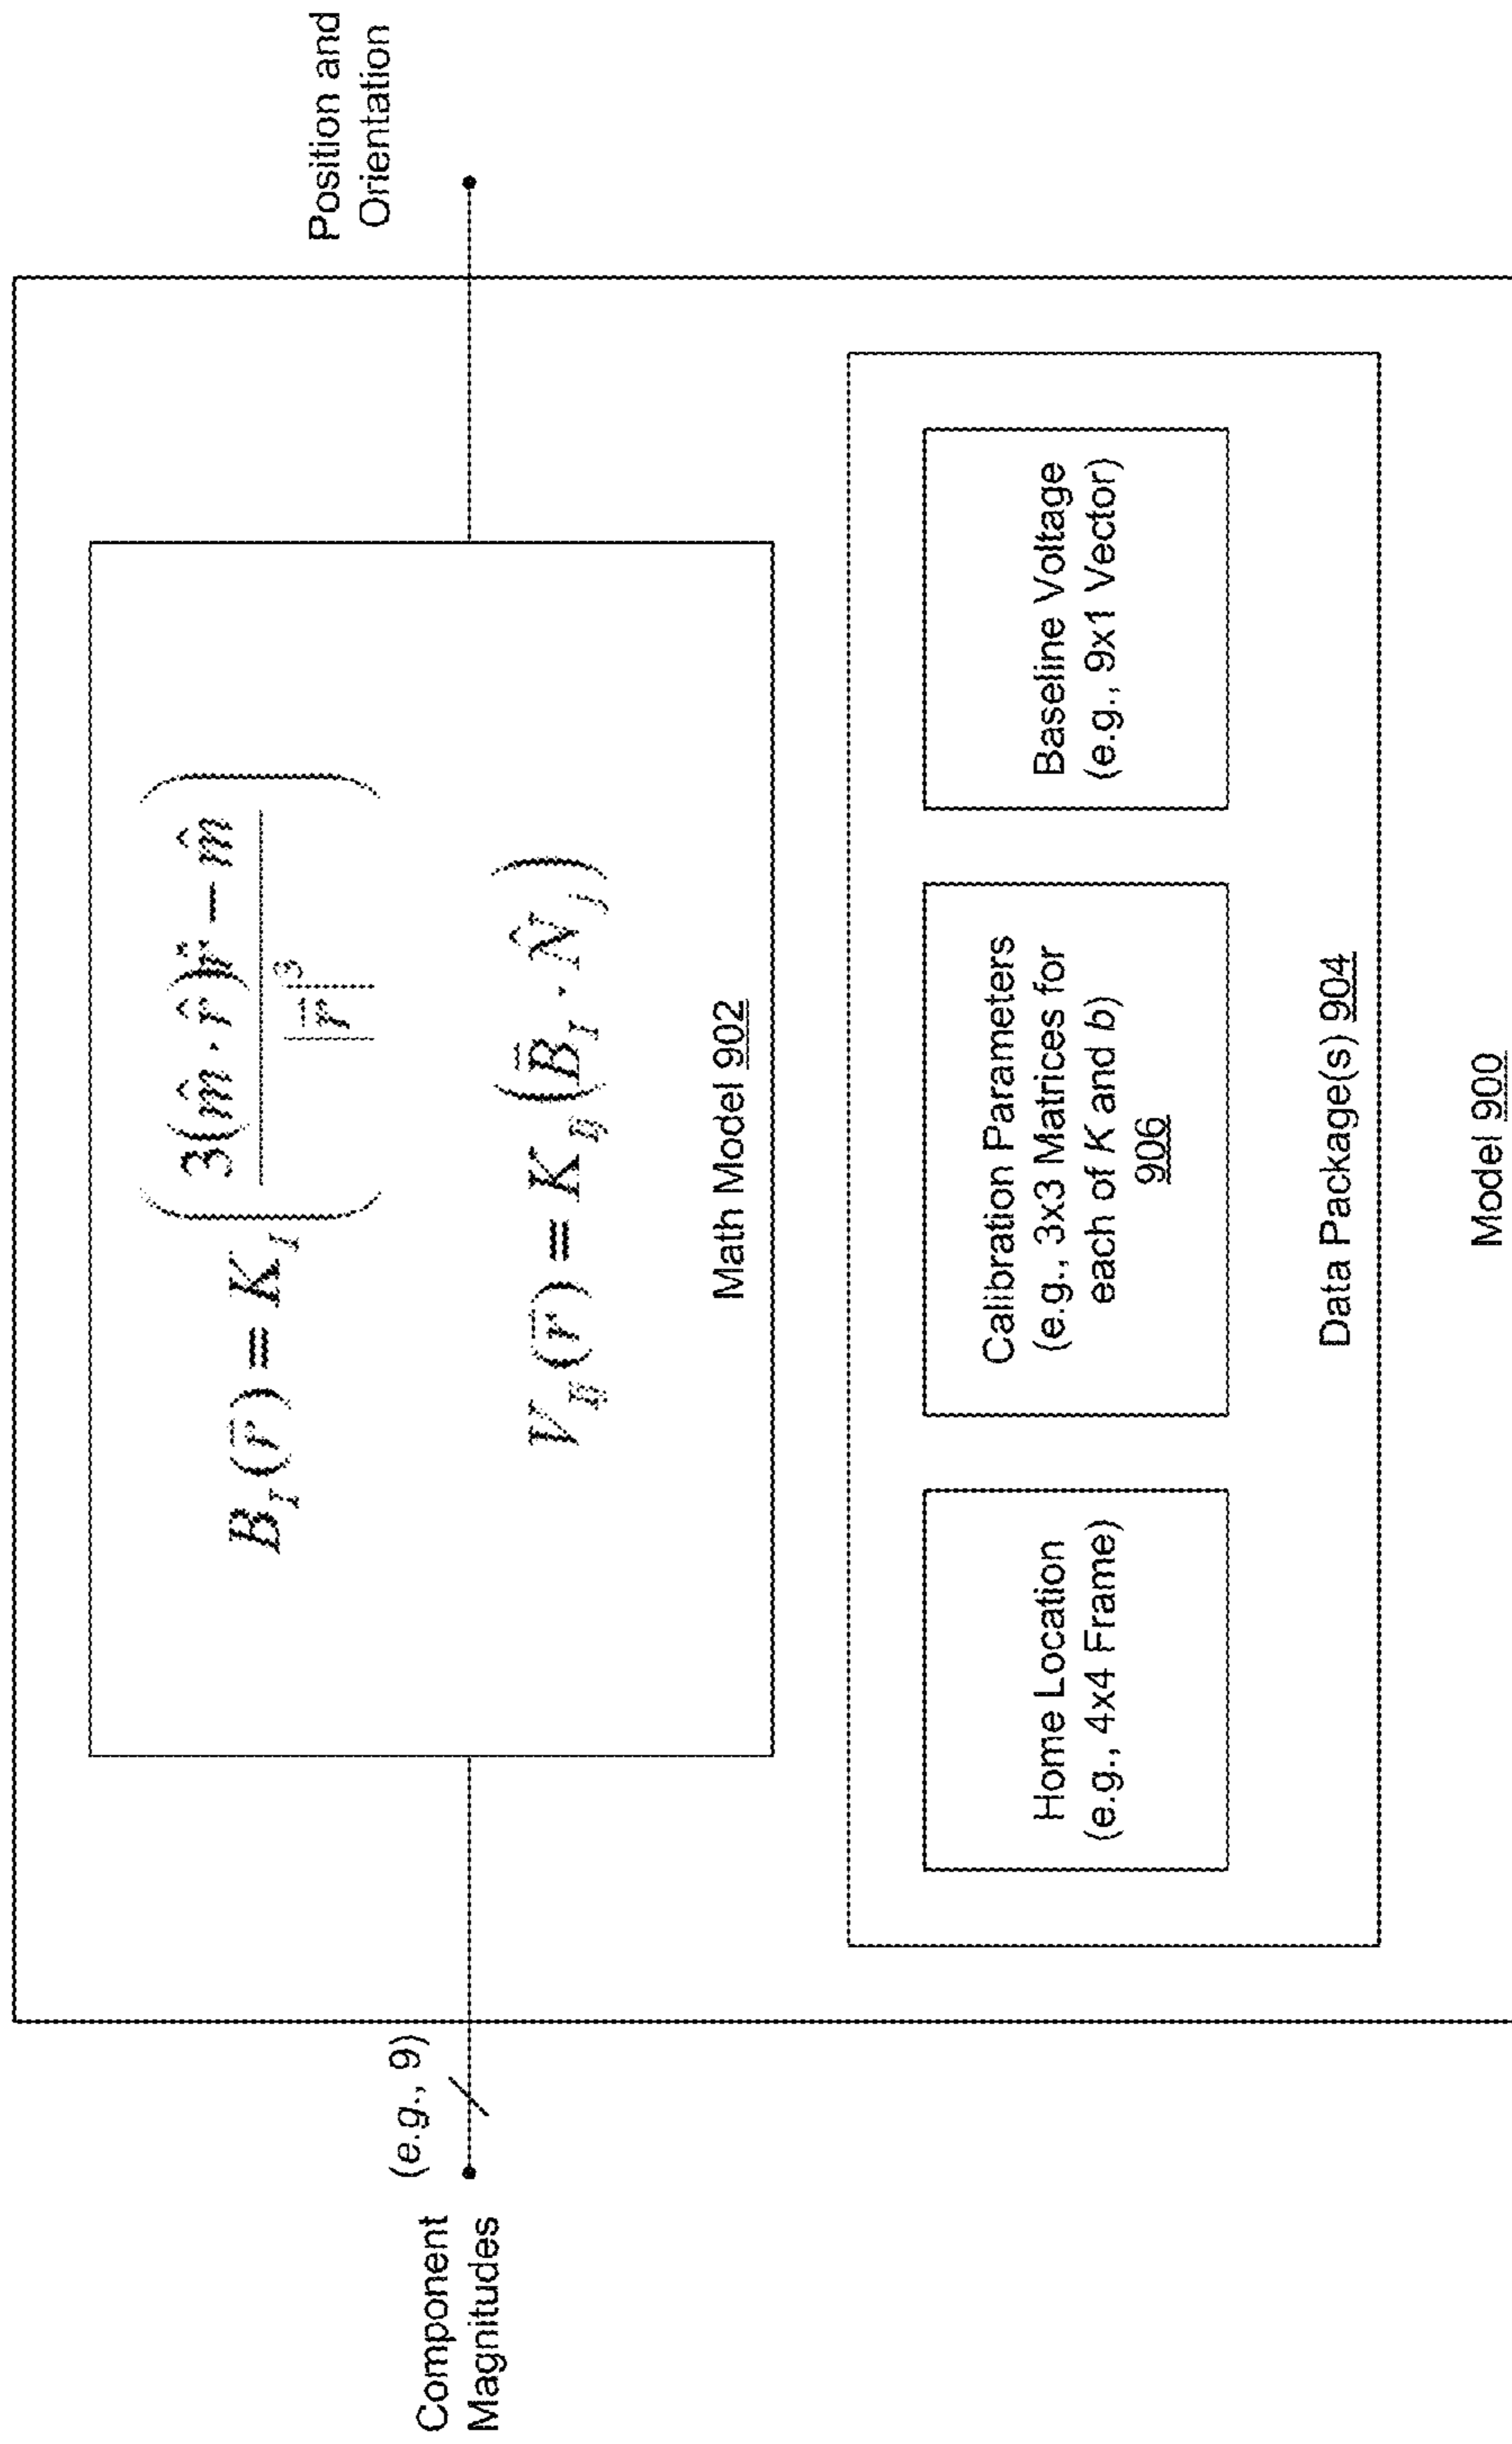 Component
Magnitudes
(e.g., 9)
B_I(r̄) = K_I ( (3(m̂ · r̂)r̂ − m̂) / |r̄|³ )
V_IJ(r̄) = K_IJ (B̄_I · N̂_J)
Math Model 902
Position and
Orientation
Home Location
(e.g., 4x4 Frame)
Calibration Parameters
(e.g., 3x3 Matrices for
each of K and b)
906
Baseline Voltage
(e.g., 9x1 Vector)
Data Package(s) 904
Model 900